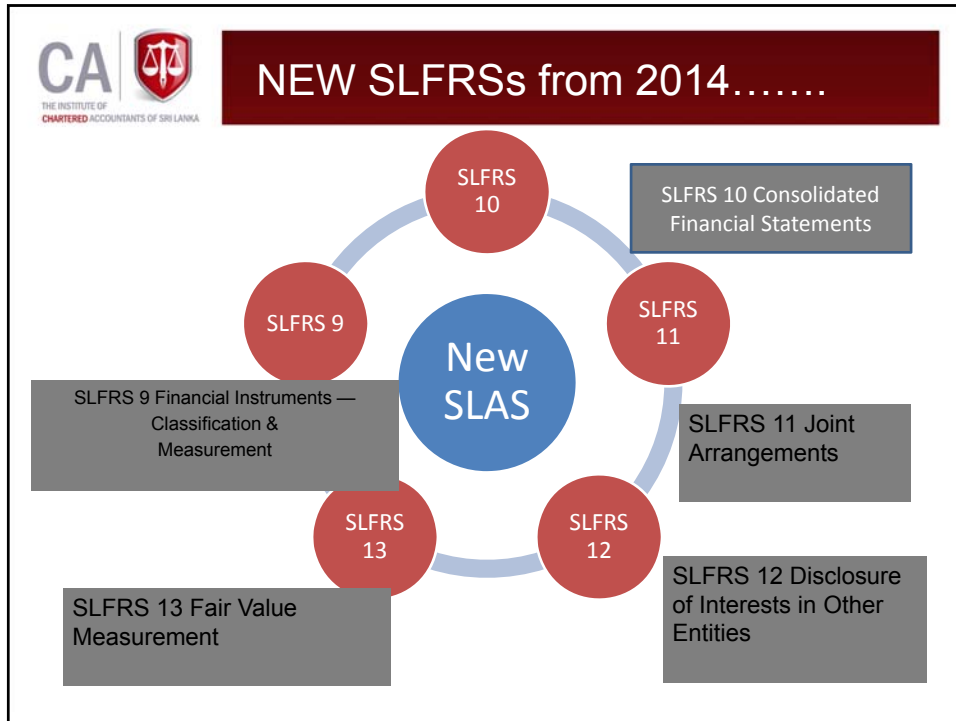 CA
THE INSTITUTE OF
CHARTERED ACCOUNTANTS OF SRI LANKA
NEW SLFRSs from 2014…….
SLFRS
10
SLFRS 10 Consolidated
Financial Statements
SLFRS 9
SLFRS
11
New
SLAS
SLFRS 9 Financial Instruments —
Classification &
Measurement
SLFRS 11 Joint
Arrangements
SLFRS
13
SLFRS
12
SLFRS 12 Disclosure
of Interests in Other
Entities
SLFRS 13 Fair Value
Measurement